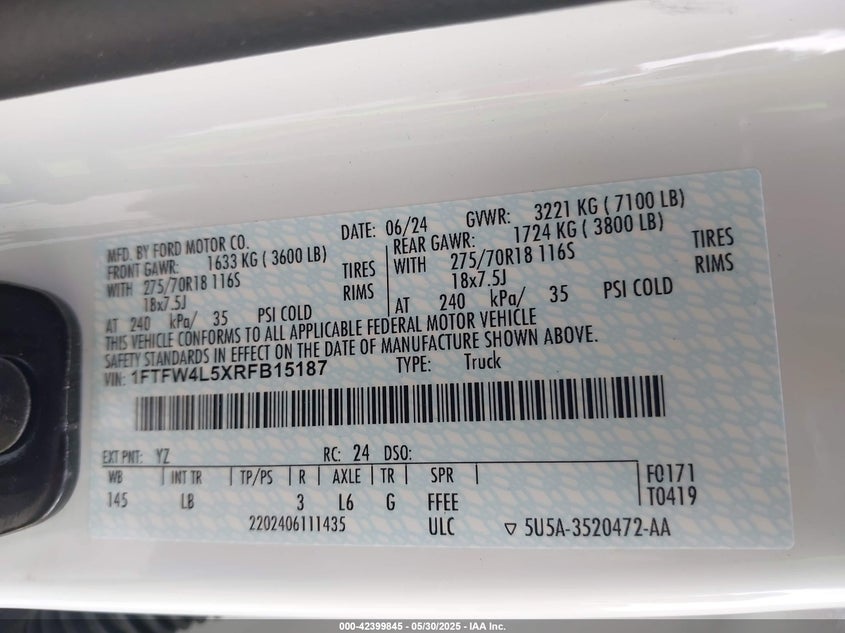 MFD. BY FORD MOTOR CO. DATE: 06/24 GVWR: 3221 KG ( 7100 LB)
FRONT GAWR: 1633 KG ( 3600 LB) REAR GAWR: 1724 KG ( 3800 LB)
WITH 275/70R18 116S TIRES WITH 275/70R18 116S TIRES
18x7.5J RIMS 18x7.5J RIMS
AT 240 kPa/ 35 PSI COLD AT 240 kPa/ 35 PSI COLD
THIS VEHICLE CONFORMS TO ALL APPLICABLE FEDERAL MOTOR VEHICLE
SAFETY STANDARDS IN EFFECT ON THE DATE OF MANUFACTURE SHOWN ABOVE.
VIN: 1FTFW4L5XRFB15187 TYPE: Truck
EXT PNT: YZ RC: 24 DSO:
WB INT TR TP/PS R AXLE TR SPR F0171
145 LB 3 L6 G FFEE T0419
2202406111435 ULC ▽ 5U5A-3520472-AA
000-42399845 - 05/30/2025 - IAA Inc.